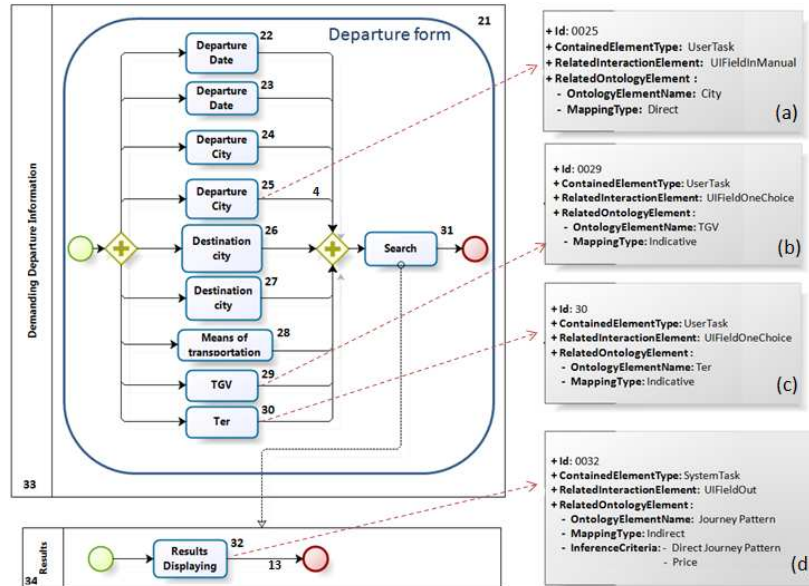 Departure form
21
Departure
Date
22
Departure
Date
23
Departure
City
24
Departure
City
25
4
Destination
city
26
Destination
city
27
Means of
transportation
28
TGV
29
Ter
30
Search
31
Demanding Departure Information
33
Results
34
Results
Displaying
32
13
+ Id: 0025
+ ContainedElementType: UserTask
+ RelatedInteractionElement: UIFieldInManual
+ RelatedOntologyElement :
- OntologyElementName: City
- MappingType: Direct
(a)
+ Id: 0029
+ ContainedElementType: UserTask
+ RelatedInteractionElement: UIFieldOneChoice
+ RelatedOntologyElement :
- OntologyElementName: TGV
- MappingType: Indicative
(b)
+ Id: 30
+ ContainedElementType: UserTask
+ RelatedInteractionElement: UIFieldOneChoice
+ RelatedOntologyElement :
- OntologyElementName: Ter
- MappingType: Indicative
(c)
+ Id: 0032
+ ContainedElementType: SystemTask
+ RelatedInteractionElement: UIFieldOut
+ RelatedOntologyElement :
- OntologyElementName: Journey Pattern
- MappingType: Indirect
- InferenceCriteria: - Direct Journey Pattern
- Price
(d)